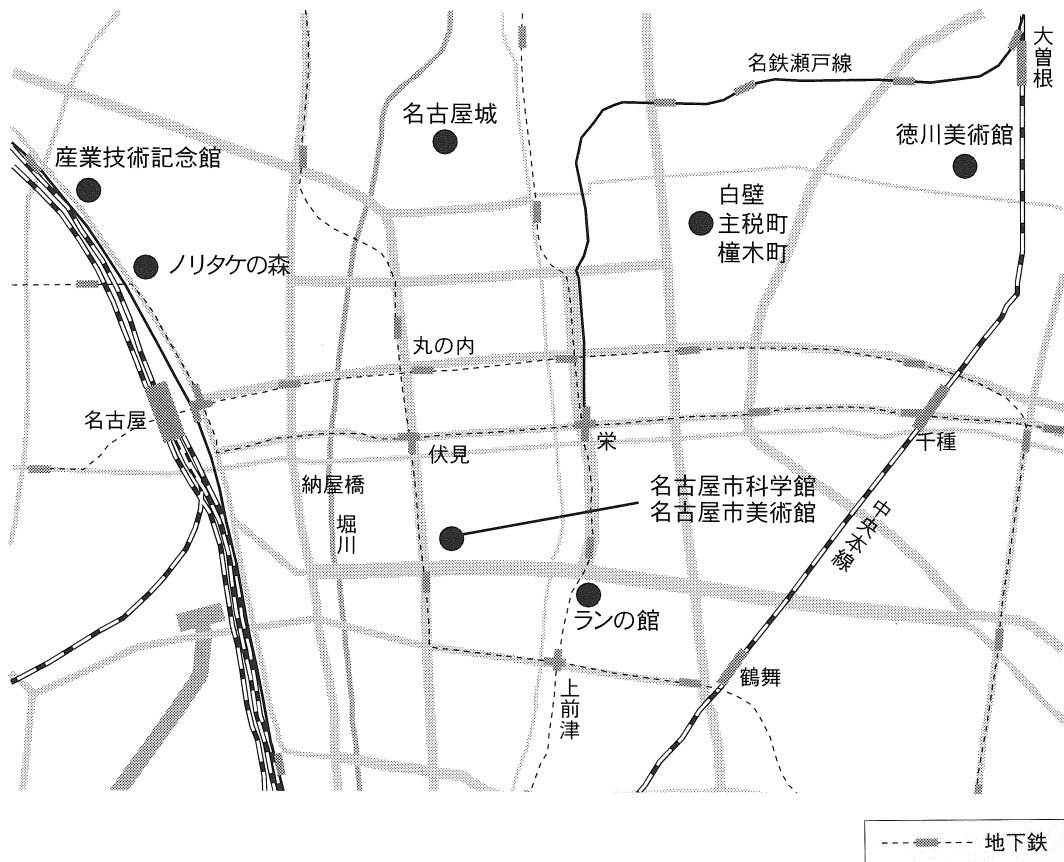 大曽根
名鉄瀬戸線
名古屋城
徳川美術館
産業技術記念館
白壁
主税町
橦木町
ノリタケの森
丸の内
名古屋
伏見
栄
千種
納屋橋
名古屋市科学館
名古屋市美術館
堀川
中央本線
ランの館
鶴舞
上前津
地下鉄